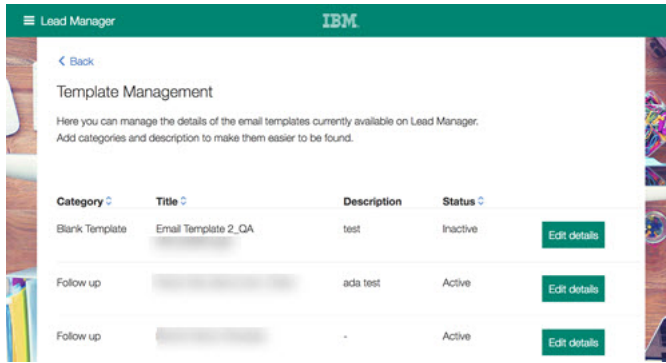 Lead Manager
IBM
Back
Template Management
Here you can manage the details of the email templates currently available on Lead Manager.
Add categories and description to make them easier to be found.
Category Title Description Status
Blank Template Email Template 2_QA test Inactive Edit details
Follow up ada test Active Edit details
Follow up - Active Edit details